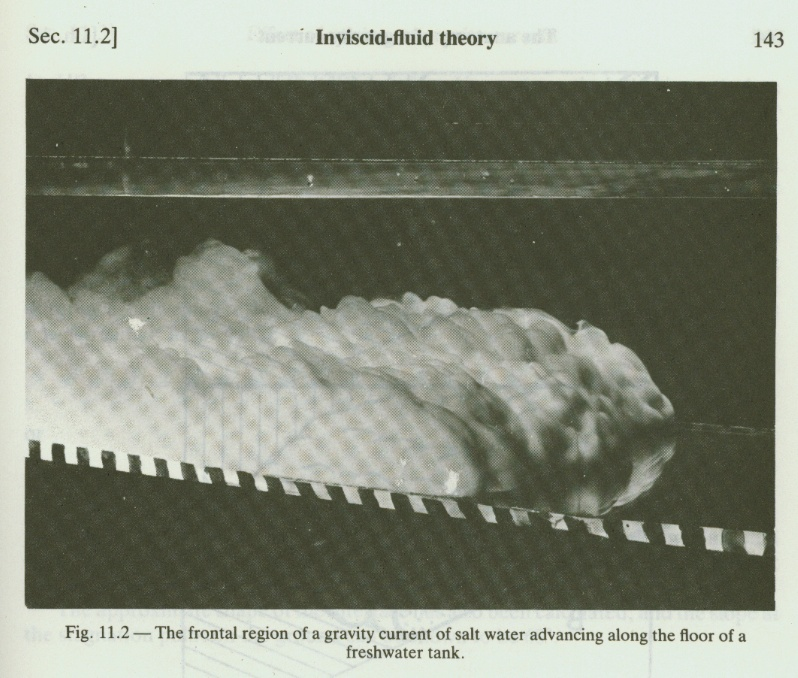 Sec. 11.2] Inviscid-fluid theory 143
Fig. 11.2 — The frontal region of a gravity current of salt water advancing along the floor of a
freshwater tank.